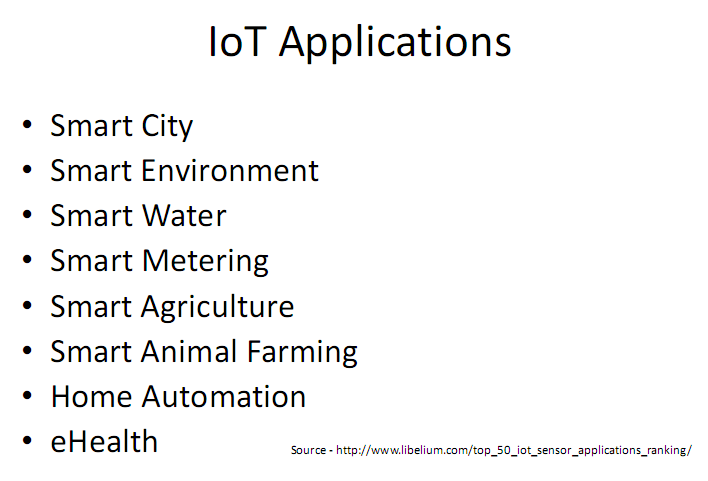 IoT Applications
• Smart City
• Smart Environment
• Smart Water
• Smart Metering
• Smart Agriculture
• Smart Animal Farming
• Home Automation
• eHealth
Source - http://www.libelium.com/top_50_iot_sensor_applications_ranking/